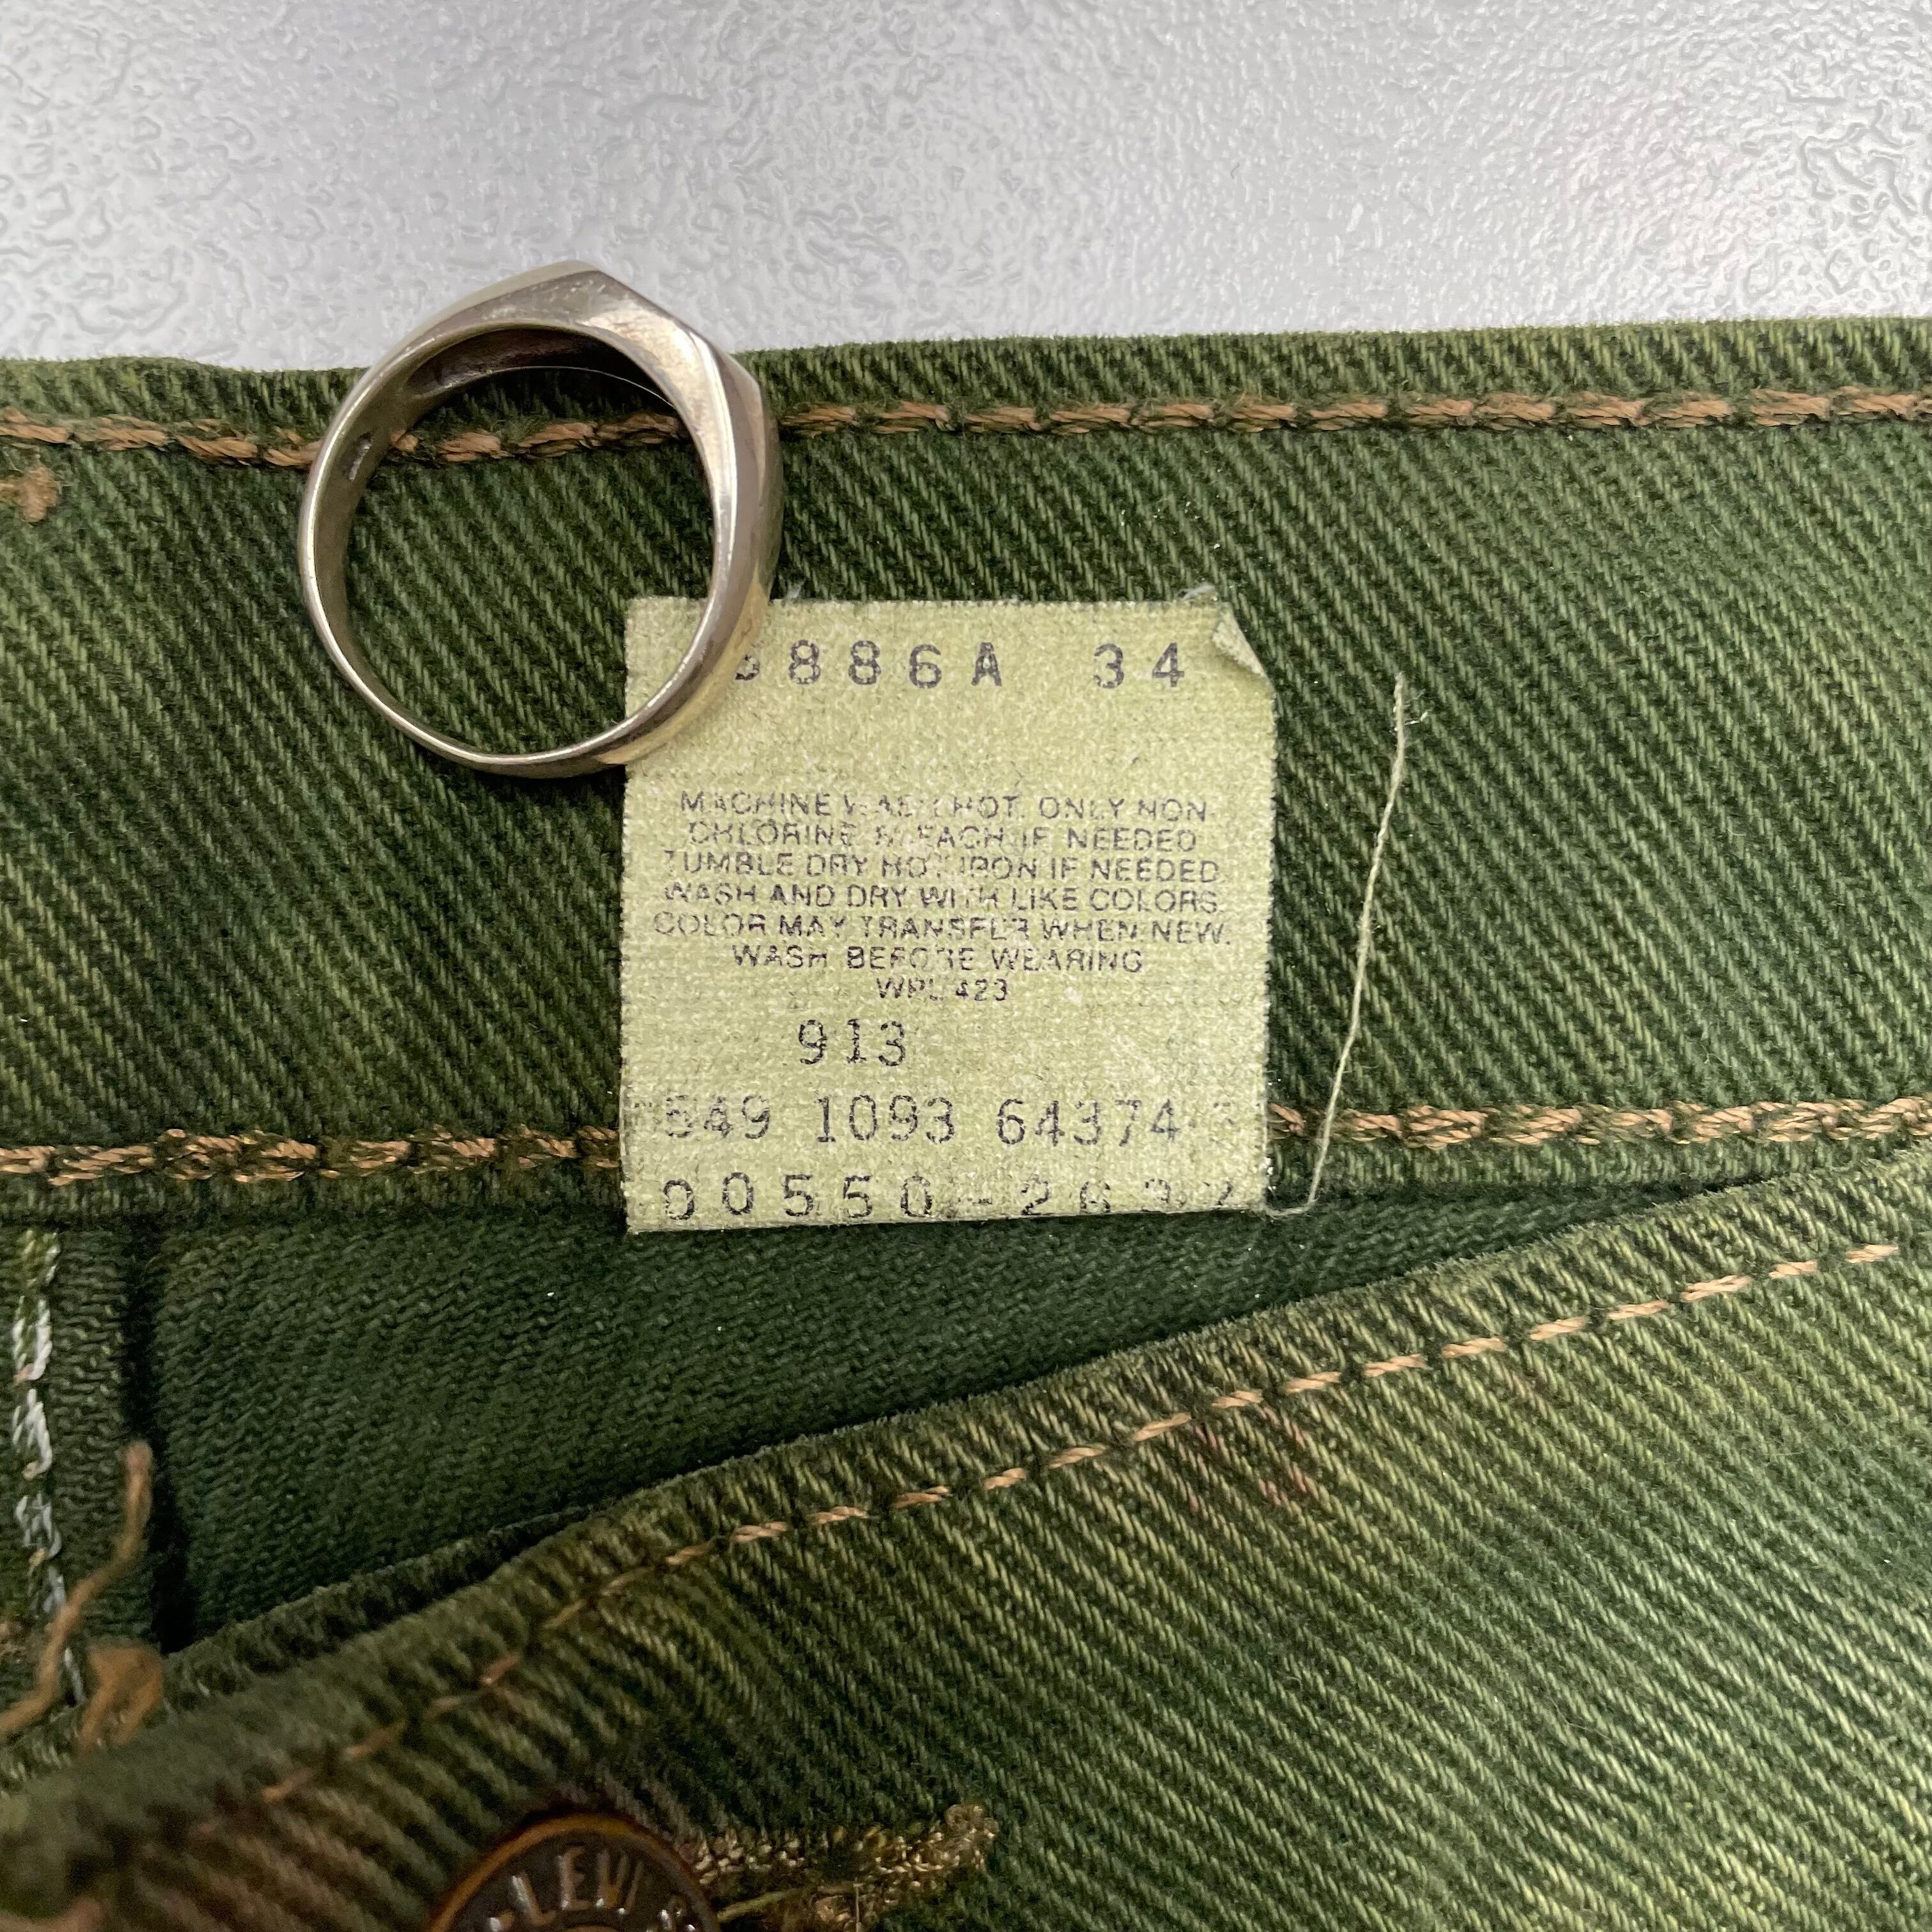 886A 34
MACHINE WASH HOT. ONLY NON
CHLORINE BLEACH IF NEEDED
TUMBLE DRY HOT. IRON IF NEEDED.
WASH AND DRY WITH LIKE COLORS.
COLOR MAY TRANSFER WHEN NEW.
WASH BEFORE WEARING
WPL 423
913
549 1093 64374
00550-2632
LEVI